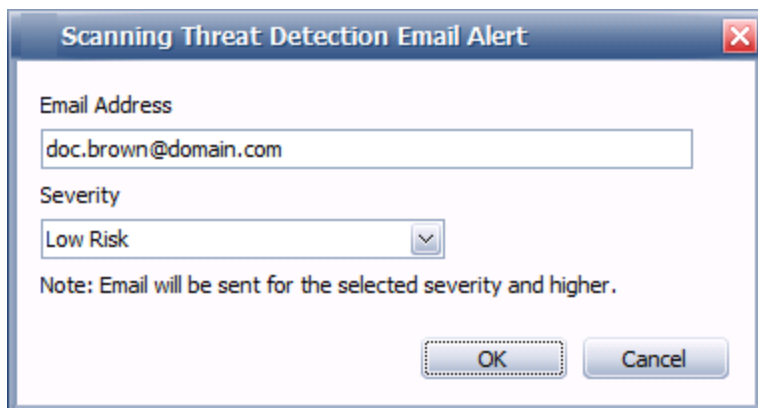 Scanning Threat Detection Email Alert
Email Address
doc.brown@domain.com
Severity
Low Risk
Note: Email will be sent for the selected severity and higher.
OK Cancel